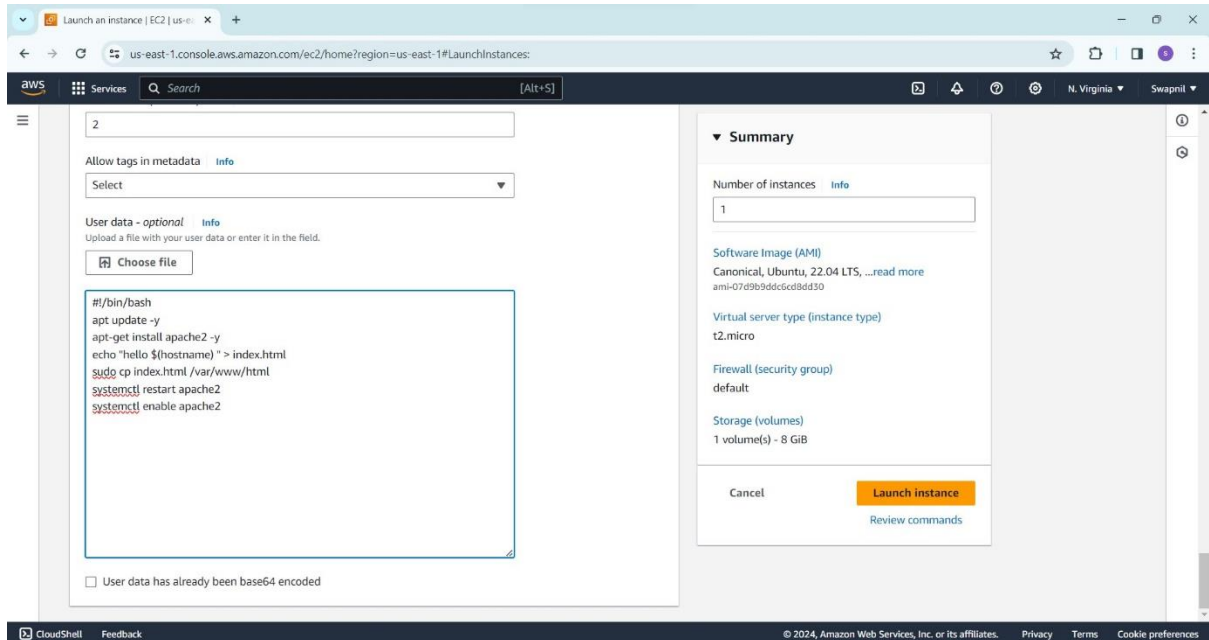 Launch an instance | EC2 | us-ea
us-east-1.console.aws.amazon.com/ec2/home?region=us-east-1#LaunchInstances:
S
aws
Services
Search
[Alt+S]
N. Virginia
Swapnil
2
Allow tags in metadata Info
Select
User data - optional Info
Upload a file with your user data or enter it in the field.
Choose file
#!/bin/bash
apt update -y
apt-get install apache2 -y
echo "hello $(hostname) " > index.html
sudo cp index.html /var/www/html
systemctl restart apache2
systemctl enable apache2
User data has already been base64 encoded
Summary
Number of instances Info
1
Software Image (AMI)
Canonical, Ubuntu, 22.04 LTS, ...read more
ami-07d9b9ddc6cd8dd30
Virtual server type (instance type)
t2.micro
Firewall (security group)
default
Storage (volumes)
1 volume(s) - 8 GiB
Cancel
Launch instance
Review commands
CloudShell Feedback
© 2024, Amazon Web Services, Inc. or its affiliates. Privacy Terms Cookie preferences